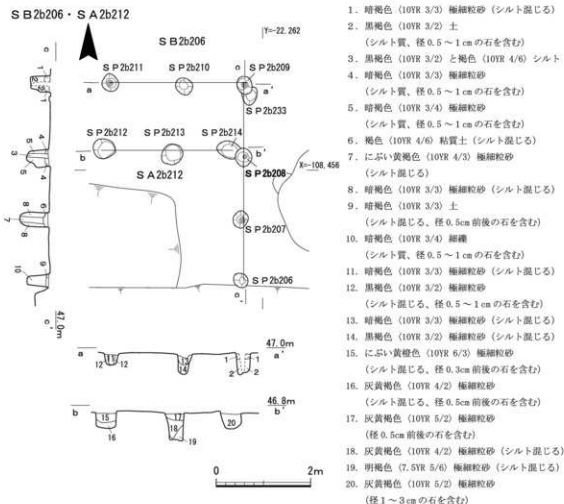 SB2b206・SA2b212
SB2b206
Y=-22.262
SP2b211
SP2b210
SP2b209
a
a'
SP2b233
SP2b212
SP2b213
SP2b214
b
b'
X=-108.456
SA2b212
SP2b208
SP2b207
SP2b206
c
c'
47.0m
47.0m
a
a'
12
12
13
14
1
1
2
2
46.8m
b
b'
15
16
17
18
19
20
0
2m
1. 暗褐色（10YR 3/3）極細粒砂（シルト混じる）
2. 黒褐色（10YR 3/2）土
（シルト質、径0.5～1cmの石を含む）
3. 黒褐色（10YR 3/2）と褐色（10YR 4/6）シルト
4. 暗褐色（10YR 3/3）極細粒砂
（シルト質、径0.5～1cmの石を含む）
5. 暗褐色（10YR 3/4）極細粒砂
（シルト質、径0.5～1cmの石を含む）
6. 褐色（10YR 4/6）粘質土（シルト混じる）
7. にぶい黄褐色（10YR 4/3）極細粒砂
（シルト混じる）
8. 暗褐色（10YR 3/3）極細粒砂（シルト混じる）
9. 暗褐色（10YR 3/3）土
（シルト混じる、径0.5cm前後の石を含む）
10. 暗褐色（10YR 3/4）細礫
（シルト質、径0.5～1cmの石を含む）
11. 暗褐色（10YR 3/3）極細粒砂（シルト混じる）
12. 黒褐色（10YR 3/2）極細粒砂
（シルト混じる、径0.5～1cmの石を含む）
13. 暗褐色（10YR 3/3）極細粒砂（シルト混じる）
14. 黒褐色（10YR 3/2）極細粒砂（シルト混じる）
15. にぶい黄橙色（10YR 6/3）極細粒砂
（シルト混じる、径0.3cm前後の石を含む）
16. 灰黄褐色（10YR 4/2）極細粒砂
（シルト混じる、径0.5cm前後の石を含む）
17. 灰黄褐色（10YR 5/2）極細粒砂
（径0.5cm前後の石を含む）
18. 灰黄褐色（10YR 4/2）極細粒砂（シルト混じる）
19. 明褐色（7.5YR 5/6）極細粒砂（シルト混じる）
20. 灰黄褐色（10YR 5/2）極細粒砂
（径1～3cmの石を含む）